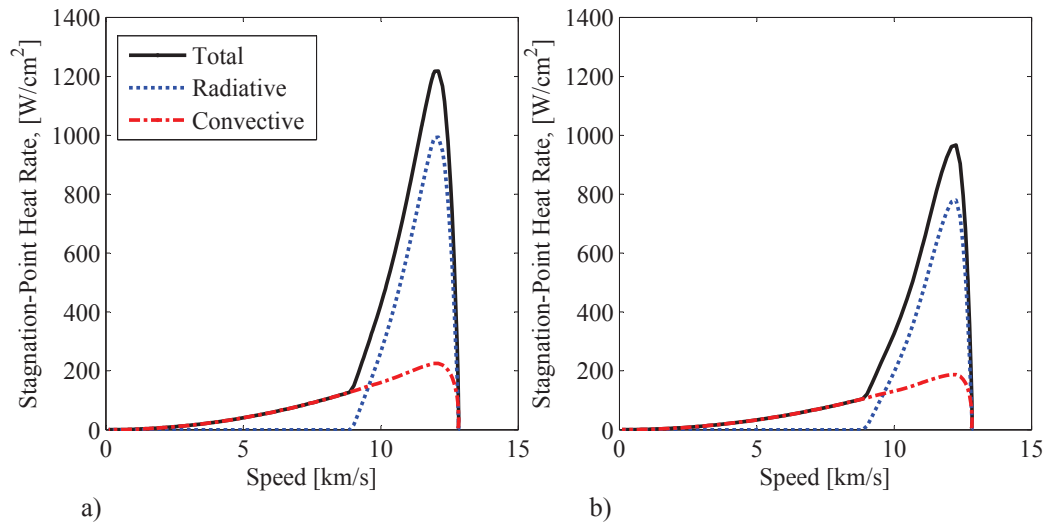 Stagnation-Point Heat Rate, [W/cm²]
1400
1200
1000
800
600
400
200
0
Total
Radiative
Convective
0 5 10 15
Speed [km/s]
a)
Stagnation-Point Heat Rate, [W/cm²]
1400
1200
1000
800
600
400
200
0
0 5 10 15
Speed [km/s]
b)